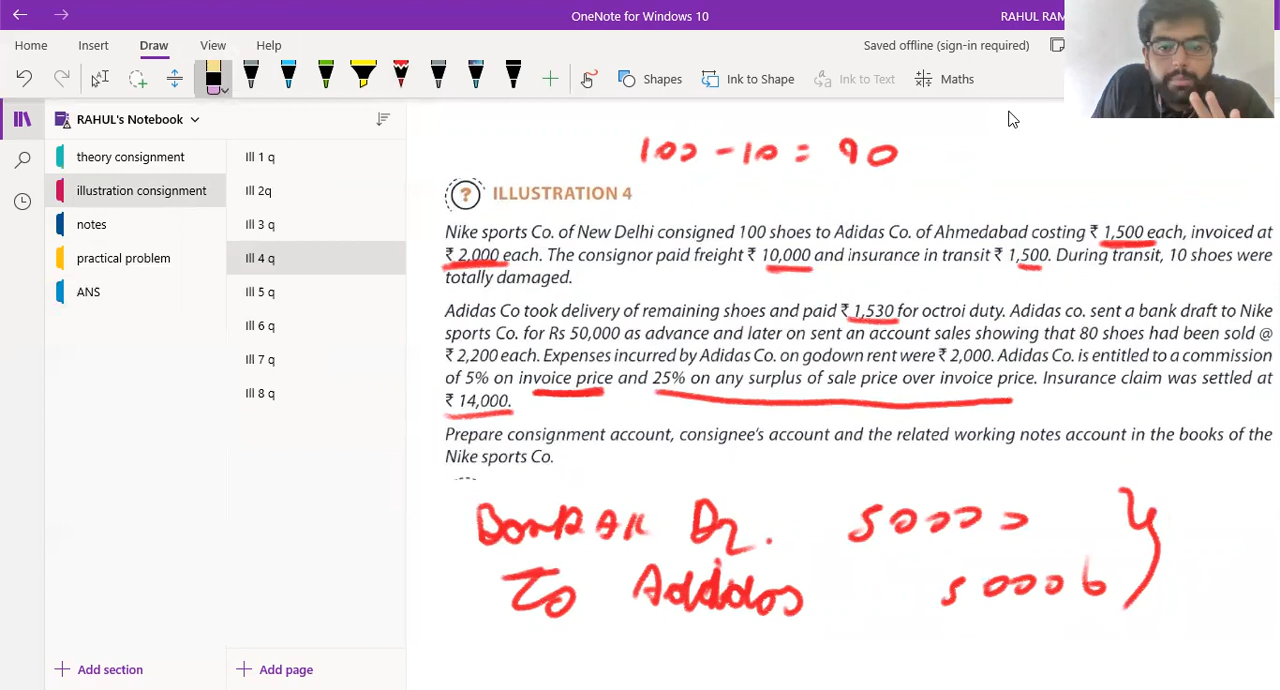 OneNote for Windows 10
RAHUL RAM
Home Insert Draw View Help
Saved offline (sign-in required)
Shapes Ink to Shape Ink to Text Maths
RAHUL's Notebook
theory consignment
illustration consignment
notes
practical problem
ANS
Ill 1 q
Ill 2q
Ill 3 q
Ill 4 q
Ill 5 q
Ill 6 q
Ill 7 q
Ill 8 q
Add section
Add page
100 - 10 = 90
? ILLUSTRATION 4
Nike sports Co. of New Delhi consigned 100 shoes to Adidas Co. of Ahmedabad costing ₹ 1,500 each, invoiced at
₹ 2,000 each. The consignor paid freight ₹ 10,000 and insurance in transit ₹ 1,500. During transit, 10 shoes were
totally damaged.
Adidas Co took delivery of remaining shoes and paid ₹ 1,530 for octroi duty. Adidas co. sent a bank draft to Nike
sports Co. for Rs 50,000 as advance and later on sent an account sales showing that 80 shoes had been sold @
₹ 2,200 each. Expenses incurred by Adidas Co. on godown rent were ₹ 2,000. Adidas Co. is entitled to a commission
of 5% on invoice price and 25% on any surplus of sale price over invoice price. Insurance claim was settled at
₹ 14,000.
Prepare consignment account, consignee's account and the related working notes account in the books of the
Nike sports Co.
Bank A/c Dr. 50000
To Addidas 50000